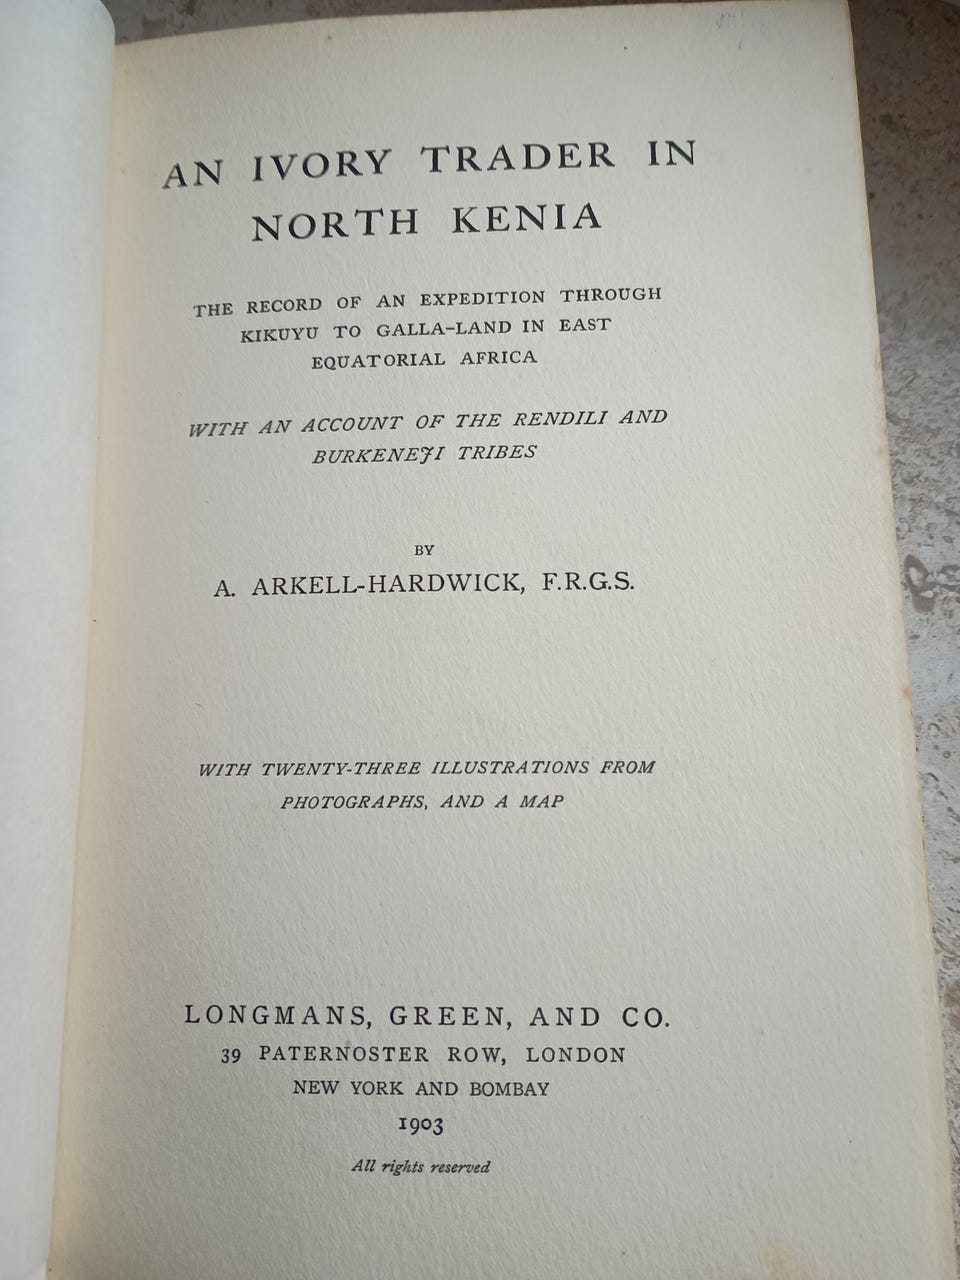 AN IVORY TRADER IN
NORTH KENIA
THE RECORD OF AN EXPEDITION THROUGH
KIKUYU TO GALLA-LAND IN EAST
EQUATORIAL AFRICA
WITH AN ACCOUNT OF THE RENDILI AND
BURKENEJI TRIBES
BY
A. ARKELL-HARDWICK, F.R.G.S.
WITH TWENTY-THREE ILLUSTRATIONS FROM
PHOTOGRAPHS, AND A MAP
LONGMANS, GREEN, AND CO.
39 PATERNOSTER ROW, LONDON
NEW YORK AND BOMBAY
1903
All rights reserved